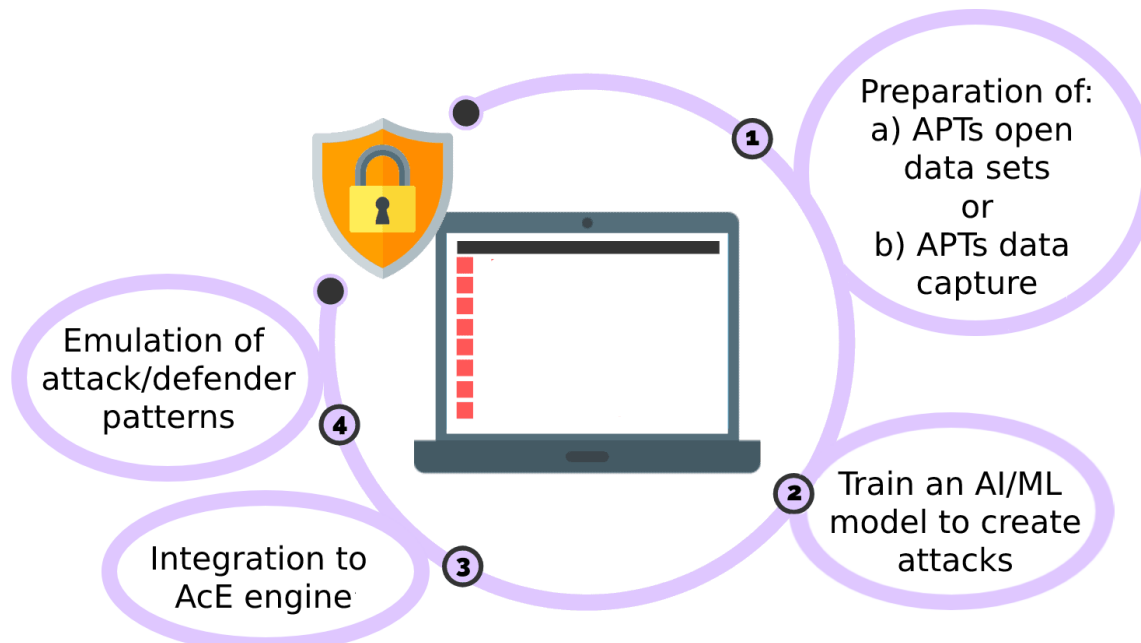 1
Preparation of:
a) APTs open
data sets
or
b) APTs data
capture
2
Train an AI/ML
model to create
attacks
3
Integration to
AcE engine
4
Emulation of
attack/defender
patterns